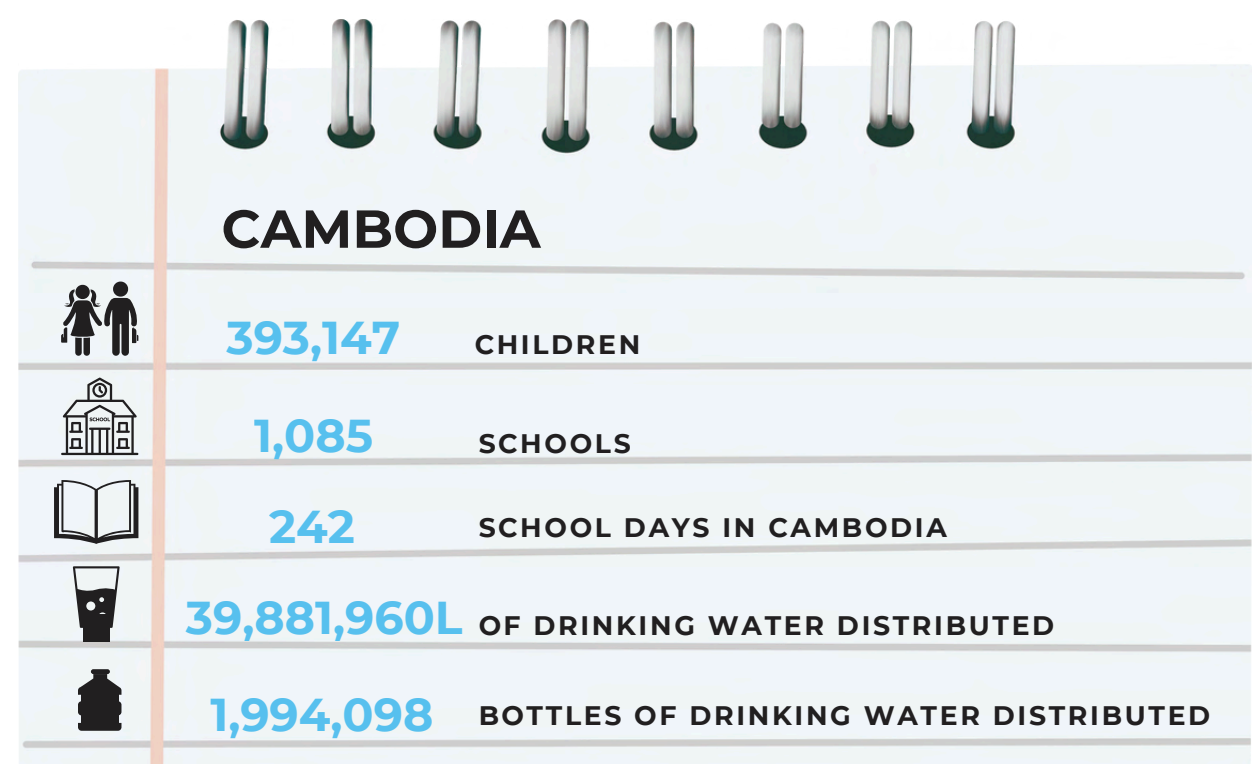 CAMBODIA
393,147 CHILDREN
SCHOOL
1,085 SCHOOLS
242 SCHOOL DAYS IN CAMBODIA
39,881,960L OF DRINKING WATER DISTRIBUTED
1,994,098 BOTTLES OF DRINKING WATER DISTRIBUTED